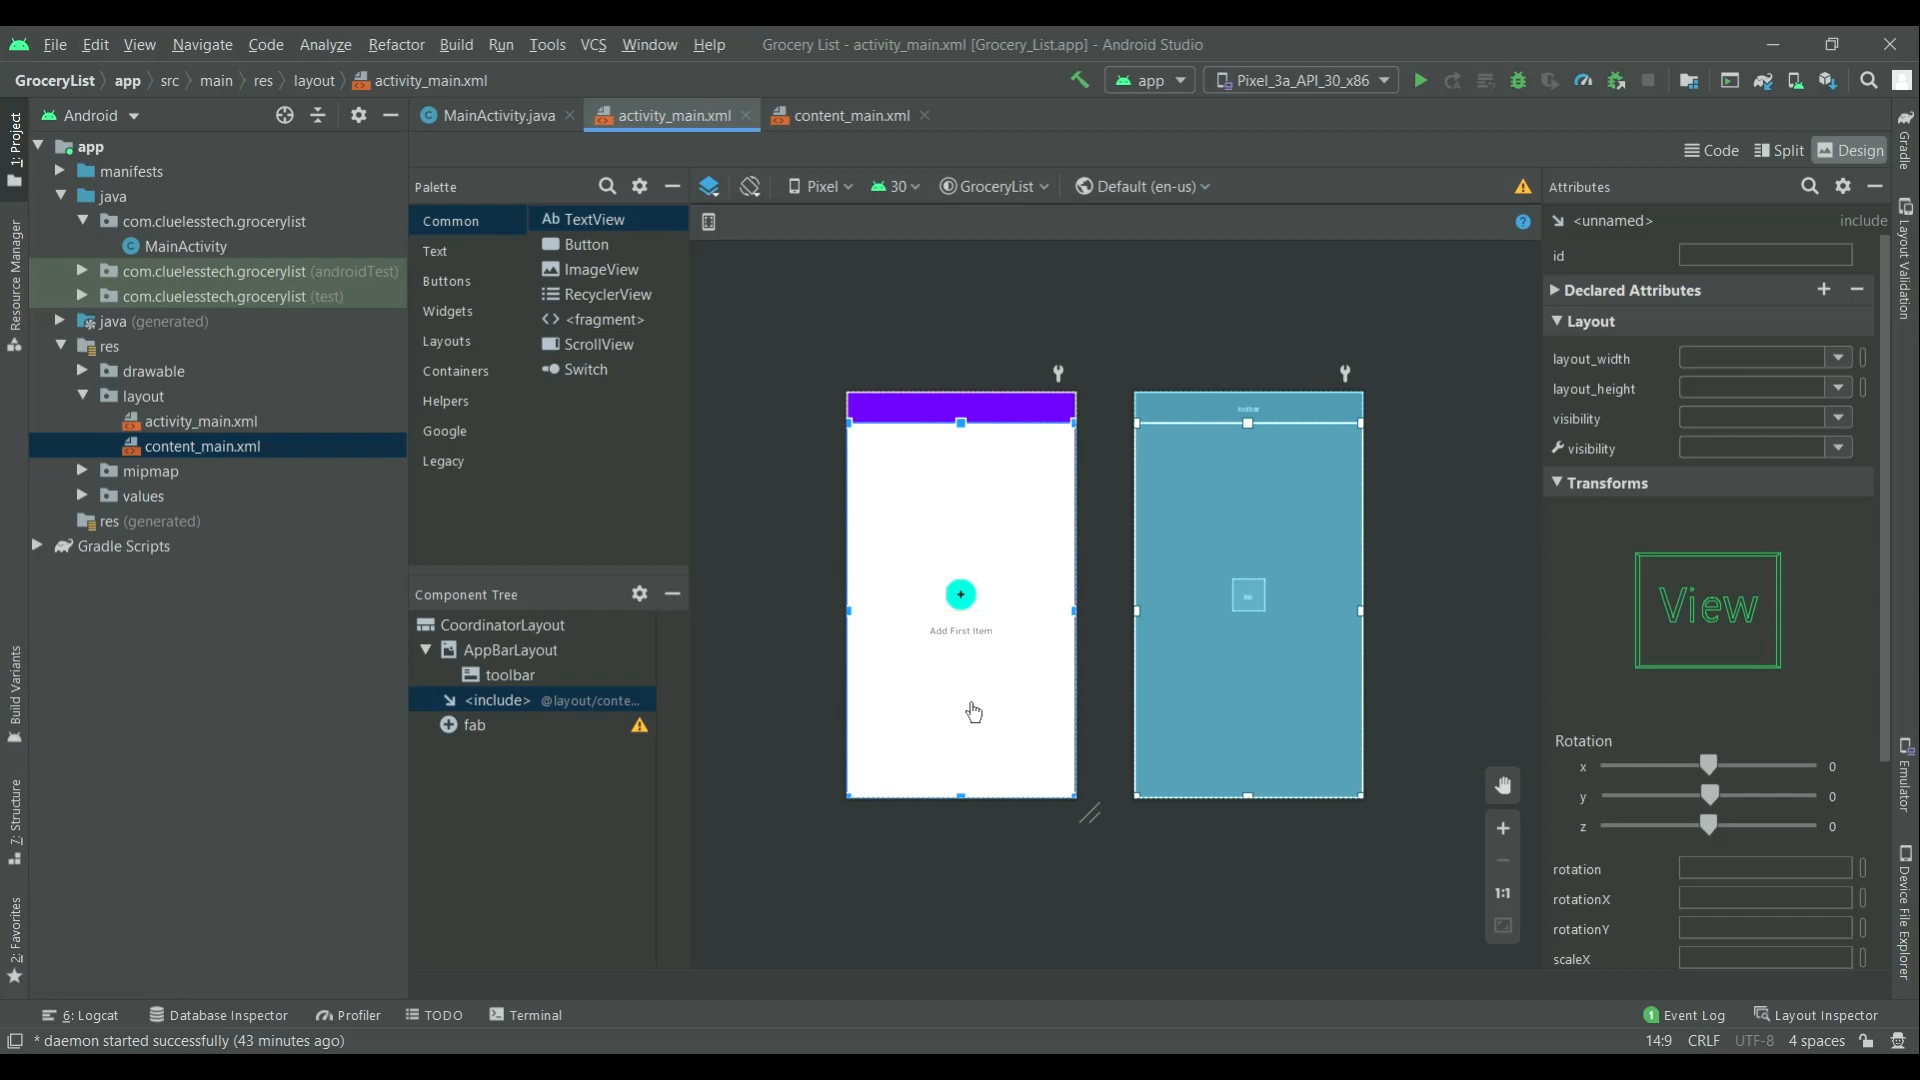 File Edit View Navigate Code Analyze Refactor Build Run Tools VCS Window Help Grocery List - activity_main.xml [Grocery_List.app] - Android Studio
GroceryList app src main res layout activity_main.xml
app Pixel_3a_API_30_x86
Android
MainActivity.java activity_main.xml content_main.xml
Code Split Design
1: Project
Resource Manager
Build Variants
7: Structure
2: Favorites
app
manifests
java
com.cluelesstech.grocerylist
MainActivity
com.cluelesstech.grocerylist (androidTest)
com.cluelesstech.grocerylist (test)
java (generated)
res
drawable
layout
activity_main.xml
content_main.xml
mipmap
values
res (generated)
Gradle Scripts
Palette
Common
Text
Buttons
Widgets
Layouts
Containers
Helpers
Google
Legacy
Ab TextView
Button
ImageView
RecyclerView
<fragment>
ScrollView
Switch
Component Tree
CoordinatorLayout
AppBarLayout
toolbar
<include> @layout/conte...
fab
Pixel 30 GroceryList Default (en-us)
?
Add First Item
toolbar
1:1
Attributes
<unnamed> include
id
Declared Attributes
Layout
layout_width
layout_height
visibility
visibility
Transforms
View
Rotation
x 0
y 0
z 0
rotation
rotationX
rotationY
scaleX
Gradle
Layout Validation
Emulator
Device File Explorer
6: Logcat Database Inspector Profiler TODO Terminal 1 Event Log Layout Inspector
* daemon started successfully (43 minutes ago) 14:9 CRLF UTF-8 4 spaces